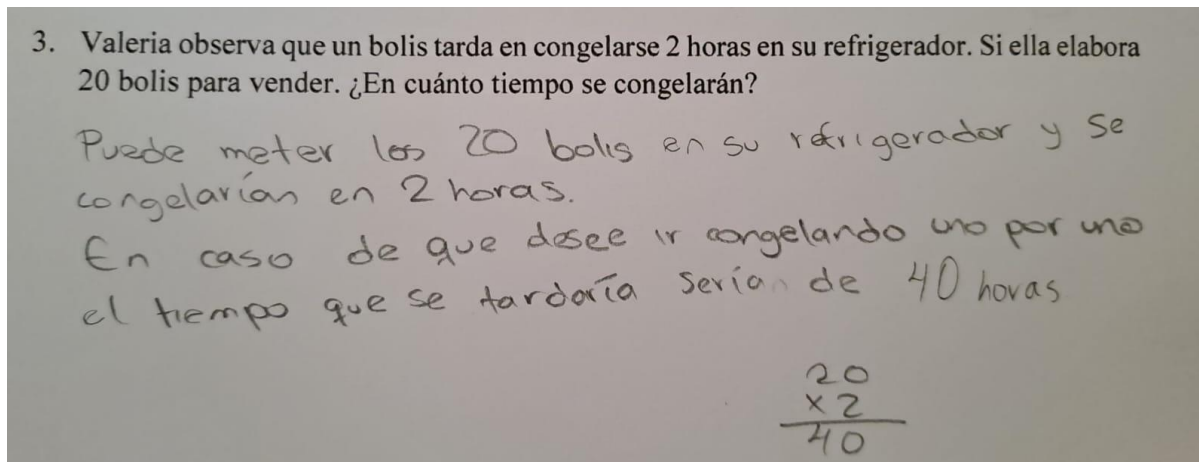 3. Valeria observa que un bolis tarda en congelarse 2 horas en su refrigerador. Si ella elabora
20 bolis para vender. ¿En cuánto tiempo se congelarán?
Puede meter los 20 bolis en su refrigerador y se
congelarían en 2 horas.
En caso de que desee ir congelando uno por uno
el tiempo que se tardaría serían de 40 horas
20
x 2
40